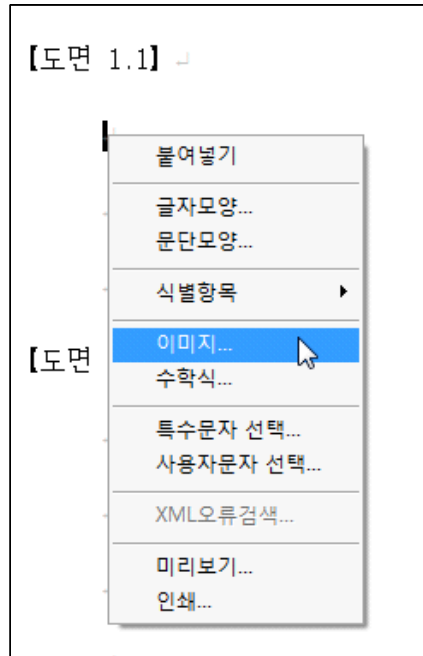 【도면 1.1】
붙여넣기
글자모양...
문단모양...
식별항목
이미지...
【도면
수학식...
특수문자 선택...
사용자문자 선택...
XML오류검색...
미리보기...
인쇄...